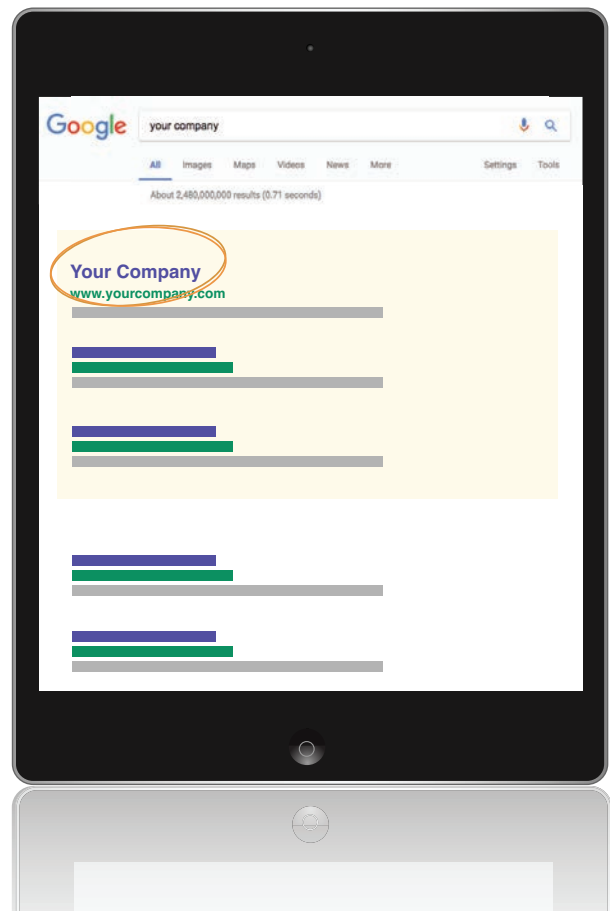 Google your company
All Images Maps Videos News More Settings Tools
About 2,480,000,000 results (0.71 seconds)
Your Company
www.yourcompany.com